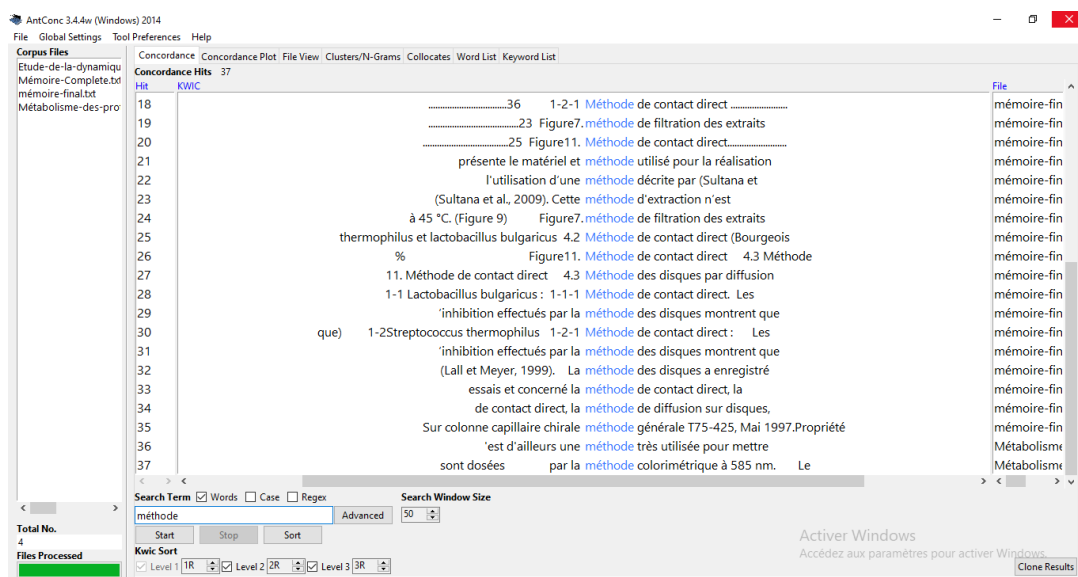 AntConc 3.4.4w (Windows) 2014
File Global Settings Tool Preferences Help
Corpus Files
Etude-de-la-dynamiqu
Mémoire-Complete.txt
mémoire-final.txt
Métabolisme-des-pro
Concordance Concordance Plot File View Clusters/N-Grams Collocates Word List Keyword List
Concordance Hits 37
Hit KWIC File
18 ................................36 1-2-1 Méthode de contact direct ........................ mémoire-fin
19 .....................................23 Figure7. méthode de filtration des extraits mémoire-fin
20 ...................................25 Figure11. Méthode de contact direct......................... mémoire-fin
21 présente le matériel et méthode utilisé pour la réalisation mémoire-fin
22 l'utilisation d'une méthode décrite par (Sultana et mémoire-fin
23 (Sultana et al., 2009). Cette méthode d'extraction n'est mémoire-fin
24 à 45 °C. (Figure 9) Figure7. méthode de filtration des extraits mémoire-fin
25 thermophilus et lactobacillus bulgaricus 4.2 Méthode de contact direct (Bourgeois mémoire-fin
26 % Figure11. Méthode de contact direct 4.3 Méthode mémoire-fin
27 11. Méthode de contact direct 4.3 Méthode des disques par diffusion mémoire-fin
28 1-1 Lactobacillus bulgaricus : 1-1-1 Méthode de contact direct. Les mémoire-fin
29 'inhibition effectués par la méthode des disques montrent que mémoire-fin
30 que) 1-2Streptococcus thermophilus 1-2-1 Méthode de contact direct : Les mémoire-fin
31 'inhibition effectués par la méthode des disques montrent que mémoire-fin
32 (Lall et Meyer, 1999). La méthode des disques a enregistré mémoire-fin
33 essais et concerné la méthode de contact direct, la mémoire-fin
34 de contact direct, la méthode de diffusion sur disques, mémoire-fin
35 Sur colonne capillaire chirale méthode générale T75-425, Mai 1997.Propriété mémoire-fin
36 'est d'ailleurs une méthode très utilisée pour mettre Métabolisme
37 sont dosées par la méthode colorimétrique à 585 nm. Le Métabolisme
Search Term Words Case Regex Search Window Size
méthode Advanced 50
Start Stop Sort
Kwic Sort
Level 1 1R Level 2 2R Level 3 3R
Total No.
4
Files Processed
Activer Windows
Accédez aux paramètres pour activer Windows.
Clone Results